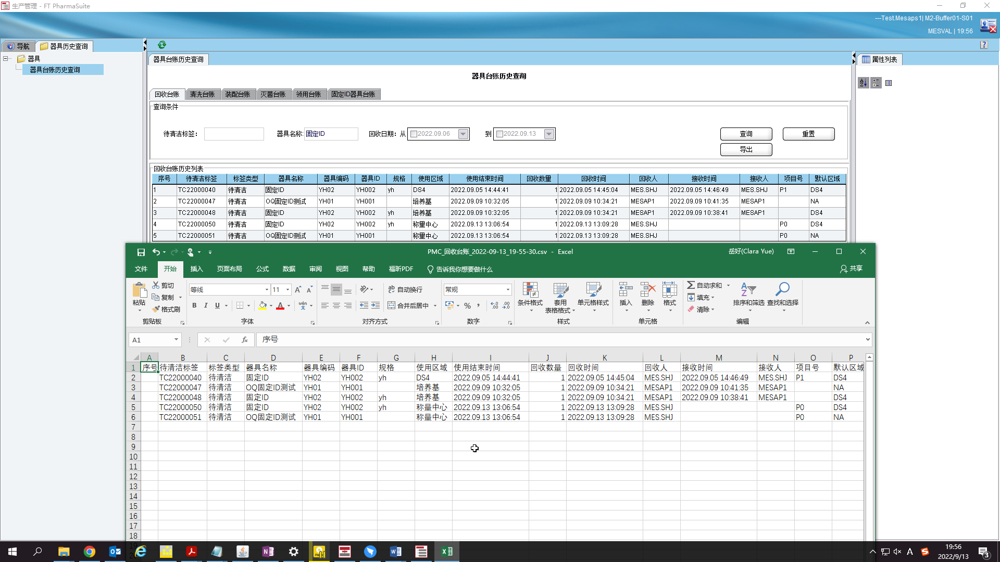 生产管理 - FT PharmaSuite
---Test.Mesaps1| M2-Buffer01-S01
MESVAL | 19:56
导航
器具历史查询
器具
器具台账历史查询
器具台账历史查询
属性列表
器具台账历史查询
回收台账 清洗台账 装配台账 灭菌台账 领用台账 固定ID器具台账
查询条件
待清洁标签： 器具名称: 固定ID 回收日期：从 2022.09.06 到 2022.09.13 查询 重置
导出
回收台账历史列表
序号 待清洁标签 标签类型 器具名称 器具编码 器具ID 规格 使用区域 使用结束时间 回收数量 回收时间 回收人 接收时间 接收人 项目号 默认区域
1 TC22000040 待清洁 固定ID YH02 YH002 yh DS4 2022.09.05 14:44:41 1 2022.09.05 14:45:04 MES.SHJ 2022.09.05 14:46:49 MES.SHJ P1 DS4
2 TC22000047 待清洁 OQ固定ID测试 YH01 YH001 培养基 2022.09.09 10:32:05 1 2022.09.09 10:34:21 MESAP1 2022.09.09 10:41:35 MESAP1 NA
3 TC22000048 待清洁 固定ID YH02 YH002 yh 培养基 2022.09.09 10:32:05 1 2022.09.09 10:34:21 MESAP1 2022.09.09 10:38:41 MESAP1 DS4
4 TC22000050 待清洁 固定ID YH02 YH002 yh 称量中心 2022.09.13 13:06:54 1 2022.09.13 13:09:28 MES.SHJ P0 DS4
5 TC22000051 待清洁 OQ固定ID测试 YH01 YH001 称量中心 2022.09.13 13:06:54 1 2022.09.13 13:09:28 MES.SHJ P0 NA
PMC_回收台账_2022-09-13_19-55-30.csv - Excel
岳好(Clara Yue)
文件 开始 插入 页面布局 公式 数据 审阅 视图 帮助 福昕PDF 告诉我你想要做什么 共享
粘贴 剪切 复制 格式刷 剪贴板
等线 11 A A B I U A wén 文 字体
ab 自动换行 合并后居中 对齐方式
常规 % , .00 .00 数字
条件格式 套用 表格格式 单元格样式 样式
插入 删除 格式 单元格
自动求和 填充 清除 排序和筛选 查找和选择 编辑
A1 fx 序号
A B C D E F G H I J K L M N O P
1 序号 待清洁标签 标签类型 器具名称 器具编码 器具ID 规格 使用区域 使用结束时间 回收数量 回收时间 回收人 接收时间 接收人 项目号 默认区域
2 TC22000040 待清洁 固定ID YH02 YH002 yh DS4 2022.09.05 14:44:41 1 2022.09.05 14:45:04 MES.SHJ 2022.09.05 14:46:49 MES.SHJ P1 DS4
3 TC22000047 待清洁 OQ固定ID测试 YH01 YH001 培养基 2022.09.09 10:32:05 1 2022.09.09 10:34:21 MESAP1 2022.09.09 10:41:35 MESAP1 NA
4 TC22000048 待清洁 固定ID YH02 YH002 yh 培养基 2022.09.09 10:32:05 1 2022.09.09 10:34:21 MESAP1 2022.09.09 10:38:41 MESAP1 DS4
5 TC22000050 待清洁 固定ID YH02 YH002 yh 称量中心 2022.09.13 13:06:54 1 2022.09.13 13:09:28 MES.SHJ P0 DS4
6 TC22000051 待清洁 OQ固定ID测试 YH01 YH001 称量中心 2022.09.13 13:06:54 1 2022.09.13 13:09:28 MES.SHJ P0 NA
7
8
9
10
11
12
13
14
15
16
17
18
19
A
19:56
2022/9/13
3